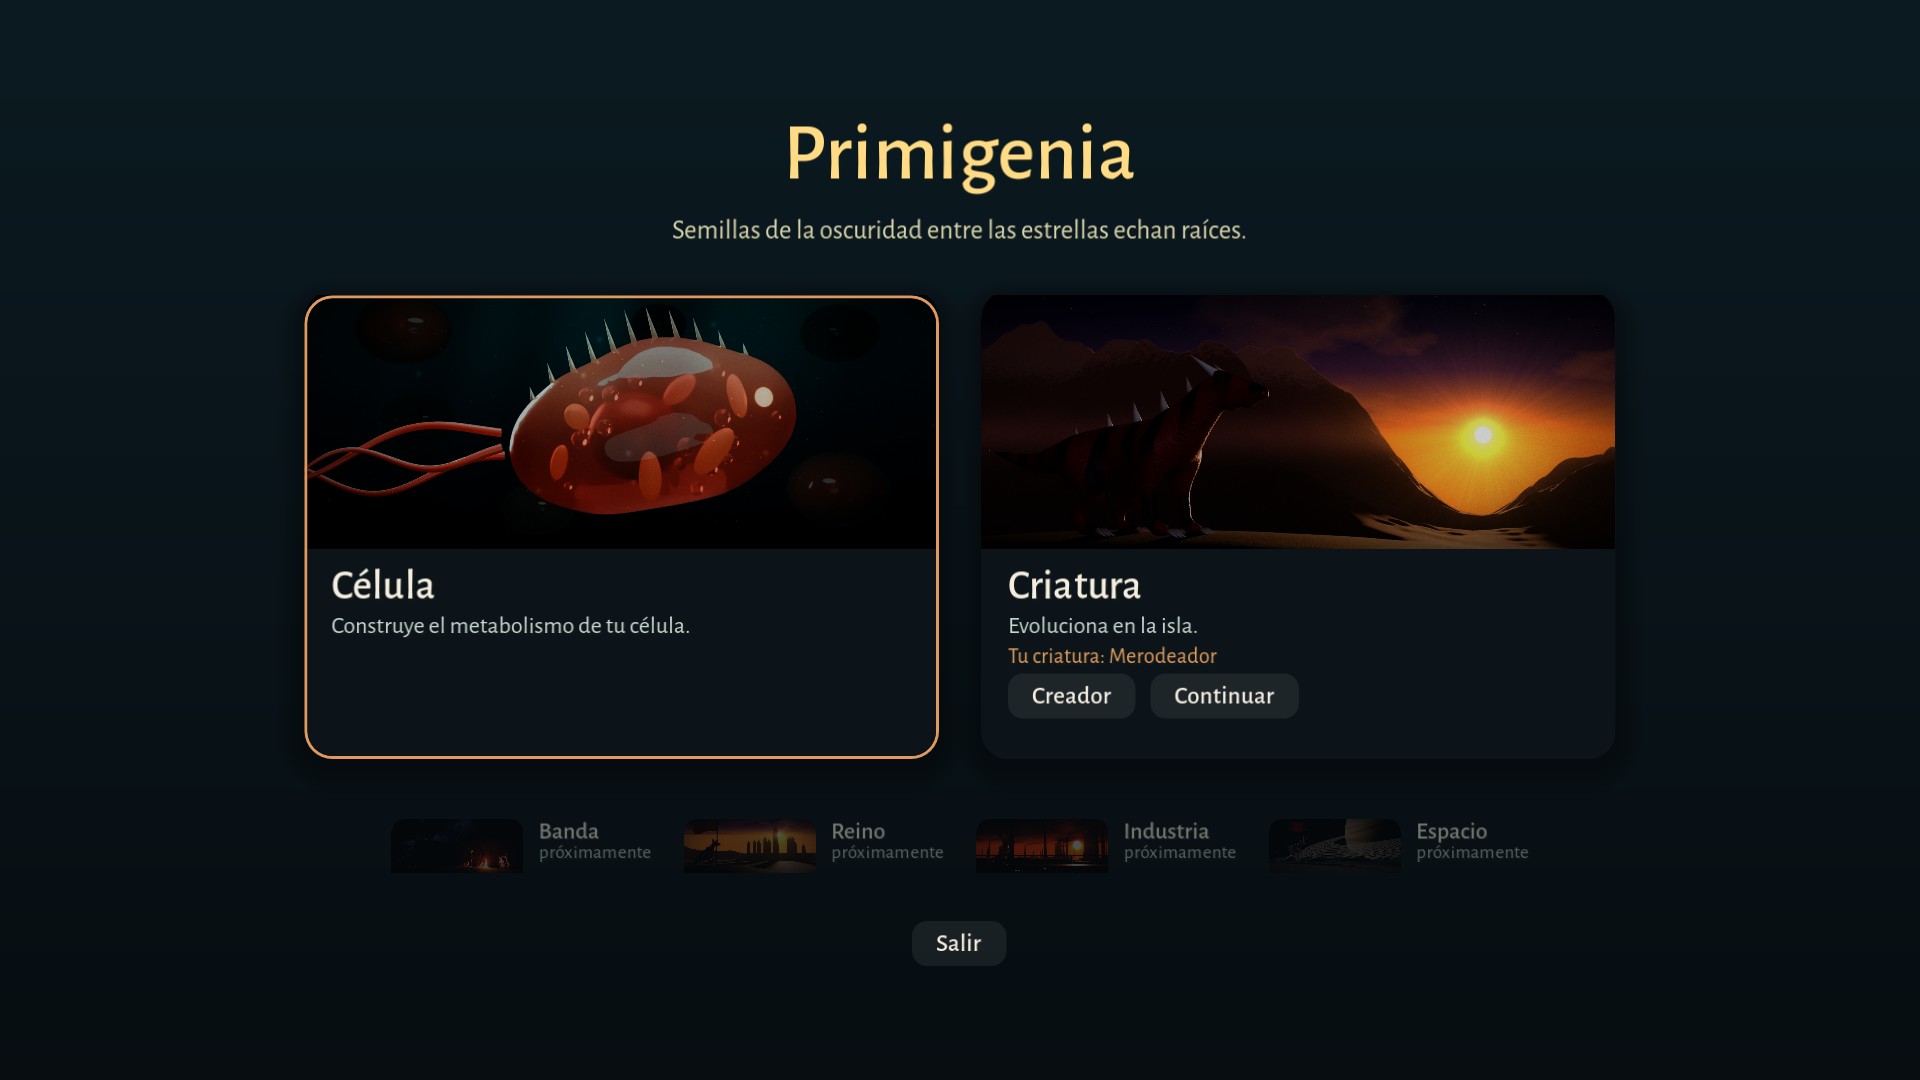 Primigenia
Semillas de la oscuridad entre las estrellas echan raíces.
Célula
Construye el metabolismo de tu célula.
Criatura
Evoluciona en la isla.
Tu criatura: Merodeador
Creador
Continuar
Banda
próximamente
Reino
próximamente
Industria
próximamente
Espacio
próximamente
Salir